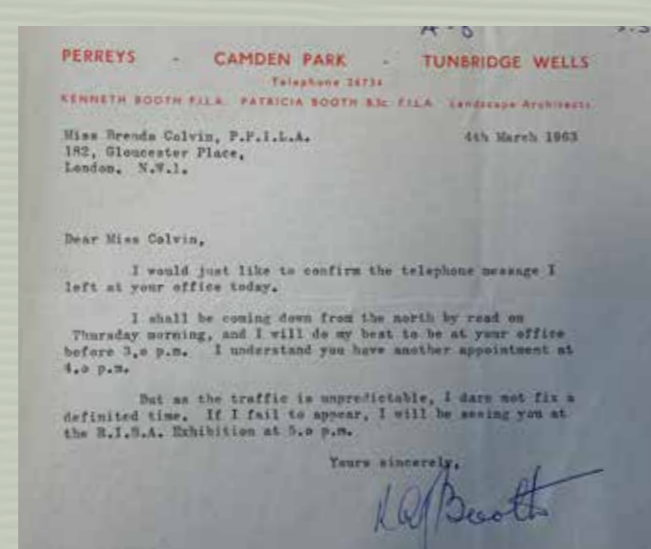 PERREYS - CAMDEN PARK - TUNBRIDGE WELLS
Telephone 24734
KENNETH BOOTH F.I.L.A. PATRICIA BOOTH B.Sc. F.I.L.A. Landscape Architects
Miss Brenda Colvin, P.P.I.L.A. 4th March 1963
182, Gloucester Place,
London. N.W.1.
Dear Miss Colvin,
I would just like to confirm the telephone message I
left at your office today.
I shall be coming down from the north by road on
Thursday morning, and I will do my best to be at your office
before 3.o p.m. I understand you have another appointment at
4.o p.m.
But as the traffic is unpredictable, I dare not fix a
definited time. If I fail to appear, I will be seeing you at
the R.I.B.A. Exhibition at 5.o p.m.
Yours sincerely,
Booth